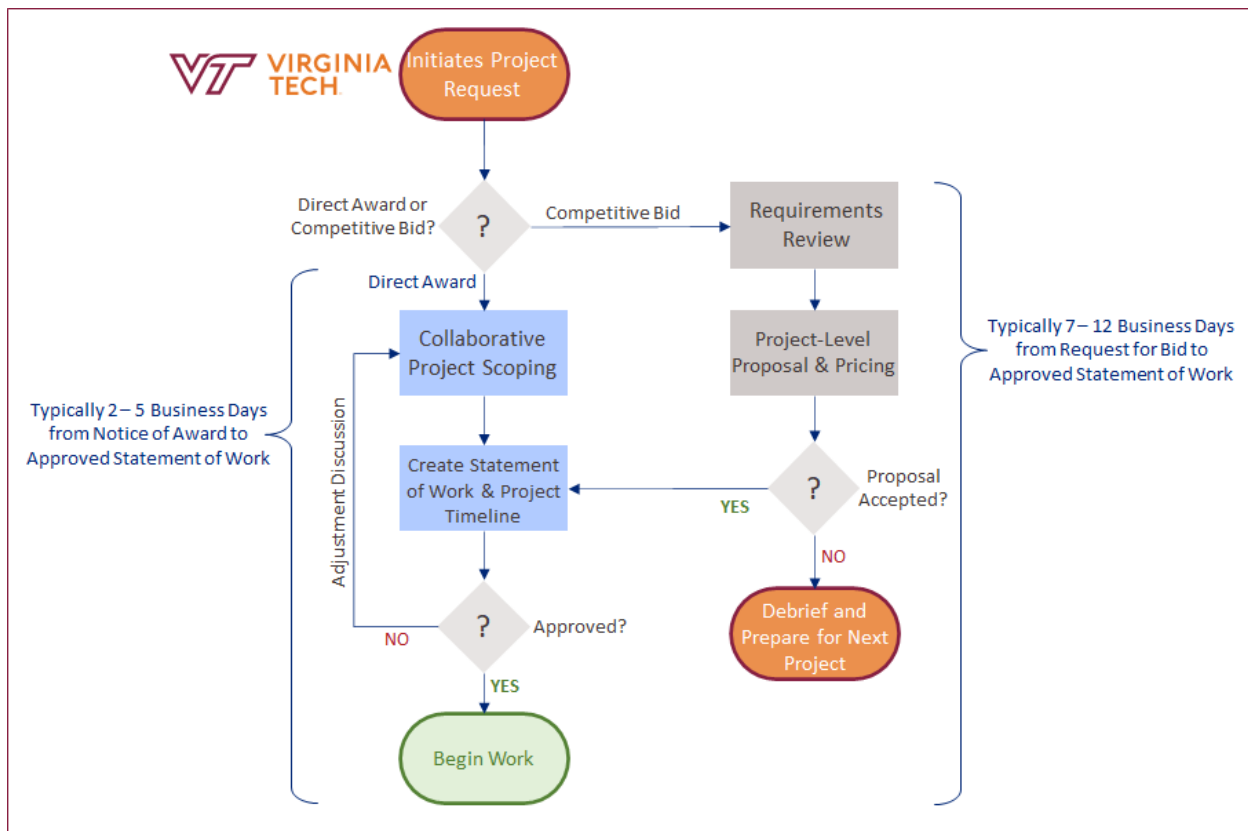 VT VIRGINIA
TECH
Initiates Project
Request
Direct Award or
Competitive Bid?
?
Competitive Bid
Requirements
Review
Direct Award
Collaborative
Project Scoping
Project-Level
Proposal & Pricing
Typically 7 – 12 Business Days
from Request for Bid to
Approved Statement of Work
Typically 2 – 5 Business Days
from Notice of Award to
Approved Statement of Work
Adjustment Discussion
Create Statement
of Work & Project
Timeline
YES
?
Proposal
Accepted?
NO
NO
?
Approved?
Debrief and
Prepare for Next
Project
YES
Begin Work